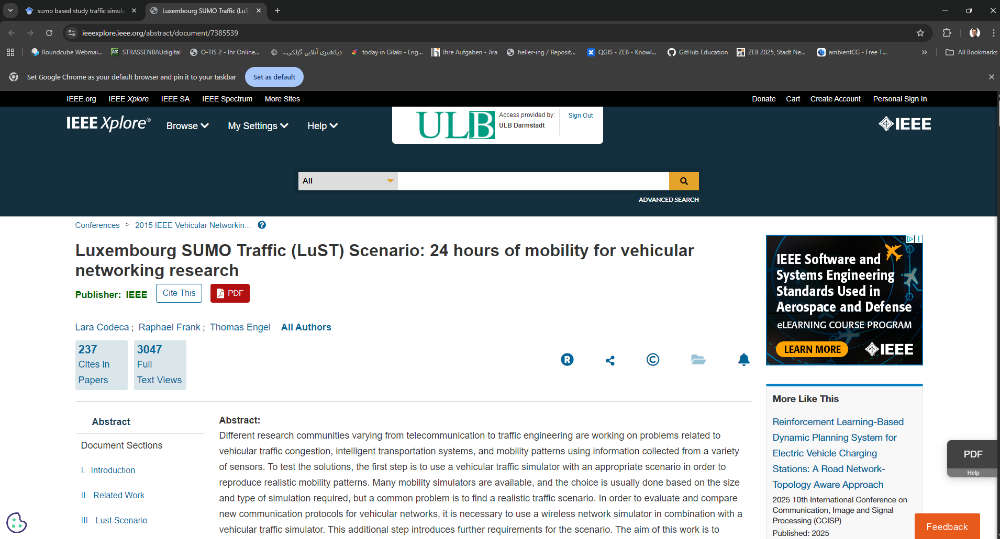 sumo based study traffic simula
Luxembourg SUMO Traffic (LuST
ieeexplore.ieee.org/abstract/document/7385539
Roundcube Webmai...
STRASSENBAUdigital
O-TIS 2 - Ihr Online...
دیکشنری آنلاین گیلکی...
today in Gilaki - Eng...
Ihre Aufgaben - Jira
heller-ing / Reposit...
QGIS - ZEB - Knowl...
GitHub Education
ZEB 2025, Stadt Ne...
ambientCG - Free T...
All Bookmarks
Set Google Chrome as your default browser and pin it to your taskbar
Set as default
IEEE.org
IEEE Xplore
IEEE SA
IEEE Spectrum
More Sites
Donate
Cart
Create Account
Personal Sign In
IEEE Xplore®
Browse
My Settings
Help
ULB
Access provided by:
ULB Darmstadt
Sign Out
IEEE
All
ADVANCED SEARCH
Conferences > 2015 IEEE Vehicular Networkin...
Luxembourg SUMO Traffic (LuST) Scenario: 24 hours of mobility for vehicular
networking research
Publisher: IEEE
Cite This
PDF
Lara Codeca ; Raphael Frank ; Thomas Engel All Authors
237
Cites in
Papers
3047
Full
Text Views
Abstract
Document Sections
I. Introduction
II. Related Work
III. Lust Scenario
Abstract:
Different research communities varying from telecommunication to traffic engineering are working on problems related to
vehicular traffic congestion, intelligent transportation systems, and mobility patterns using information collected from a variety
of sensors. To test the solutions, the first step is to use a vehicular traffic simulator with an appropriate scenario in order to
reproduce realistic mobility patterns. Many mobility simulators are available, and the choice is usually done based on the size
and type of simulation required, but a common problem is to find a realistic traffic scenario. In order to evaluate and compare
new communication protocols for vehicular networks, it is necessary to use a wireless network simulator in combination with a
vehicular traffic simulator. This additional step introduces further requirements for the scenario. The aim of this work is to
IEEE Software and
Systems Engineering
Standards Used in
Aerospace and Defense
eLEARNING COURSE PROGRAM
LEARN MORE
IEEE
More Like This
Reinforcement Learning-Based
Dynamic Planning System for
Electric Vehicle Charging
Stations: A Road Network-
Topology Aware Approach
2025 10th International Conference on
Communication, Image and Signal
Processing (CCISP)
Published: 2025
PDF
Help
Feedback